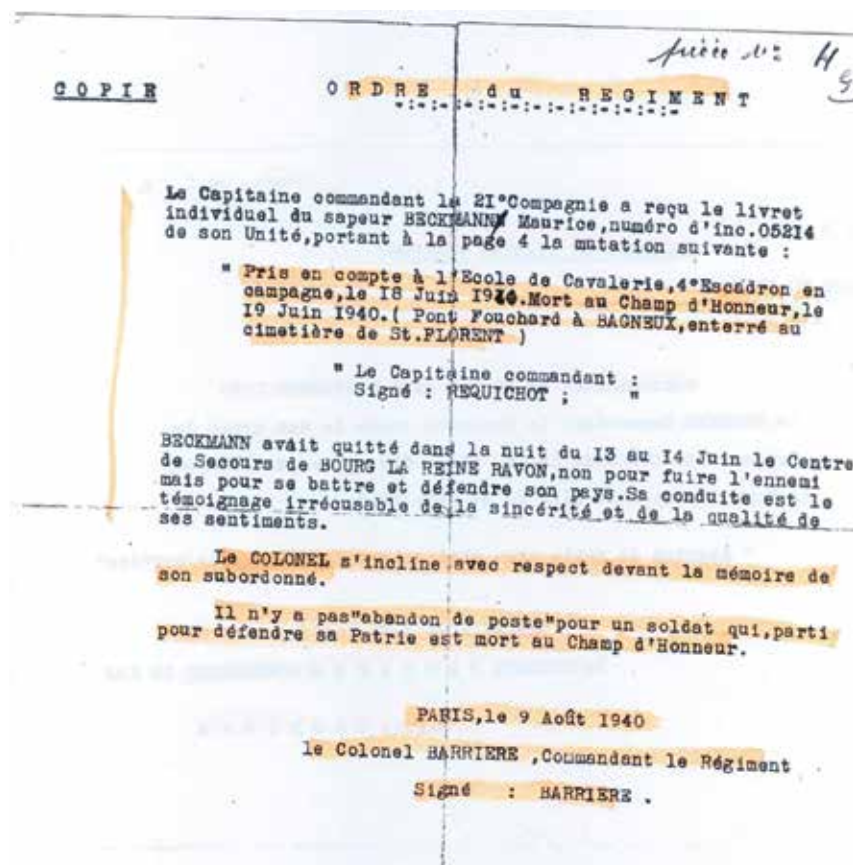 pièce n°: H
COPIE ORDRE du REGIMENT
-:-:-:-:-:-:-:-:-:-:-:-:-
Le Capitaine commandant la 2I°Compagnie a reçu le livret
individuel du sapeur BECKMANN Maurice,numéro d'inc.05214
de son Unité,portant à la page 4 la mutation suivante :
" Pris en compte à l'Ecole de Cavalerie,4°Escadron en
campagne,le I8 Juin I940.Mort au Champ d'Honneur,le
I9 Juin I940.( Pont Fouchard à BAGNEUX,enterré au
cimetière de St.FLORENT )
" Le Capitaine commandant :
Signé : REQUICHOT ; "
BECKMANN avait quitté dans la nuit du I3 au I4 Juin le Centre
de Secours de BOURG LA REINE RAVON,non pour fuire l'ennemi
mais pour se battre et défendre son pays.Sa conduite est le
témoignage irrécusable de la sincérité et de la qualité de
ses sentiments.
Le COLONEL s'incline avec respect devant la mémoire de
son subordonné.
Il n'y a pas"abandon de poste"pour un soldat qui,parti
pour défendre sa Patrie est mort au Champ d'Honneur.
PARIS,le 9 Août 1940
le Colonel BARRIERE ,Commandant le Régiment
Signé : BARRIERE .